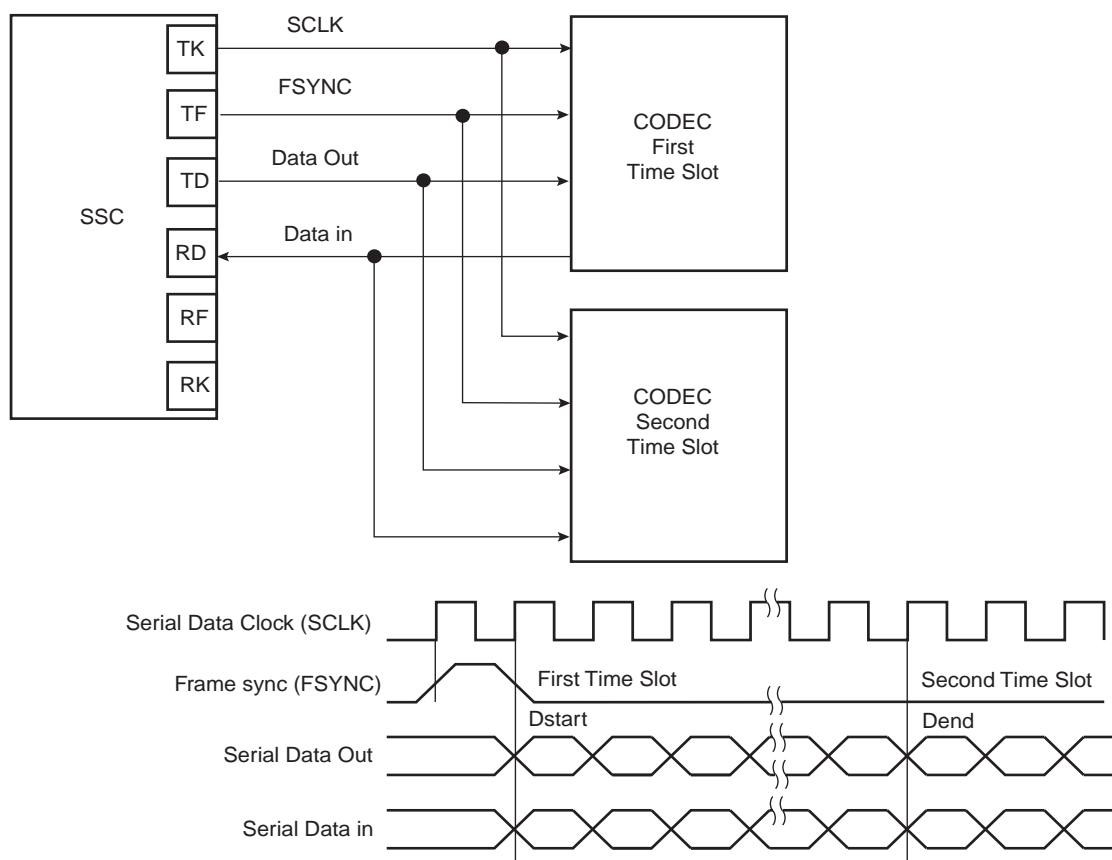 SSC
TK
TF
TD
RD
RF
RK
SCLK
FSYNC
Data Out
Data in
CODEC
First
Time Slot
CODEC
Second
Time Slot
Serial Data Clock (SCLK)
Frame sync (FSYNC)
First Time Slot
Second Time Slot
Dstart
Dend
Serial Data Out
Serial Data in